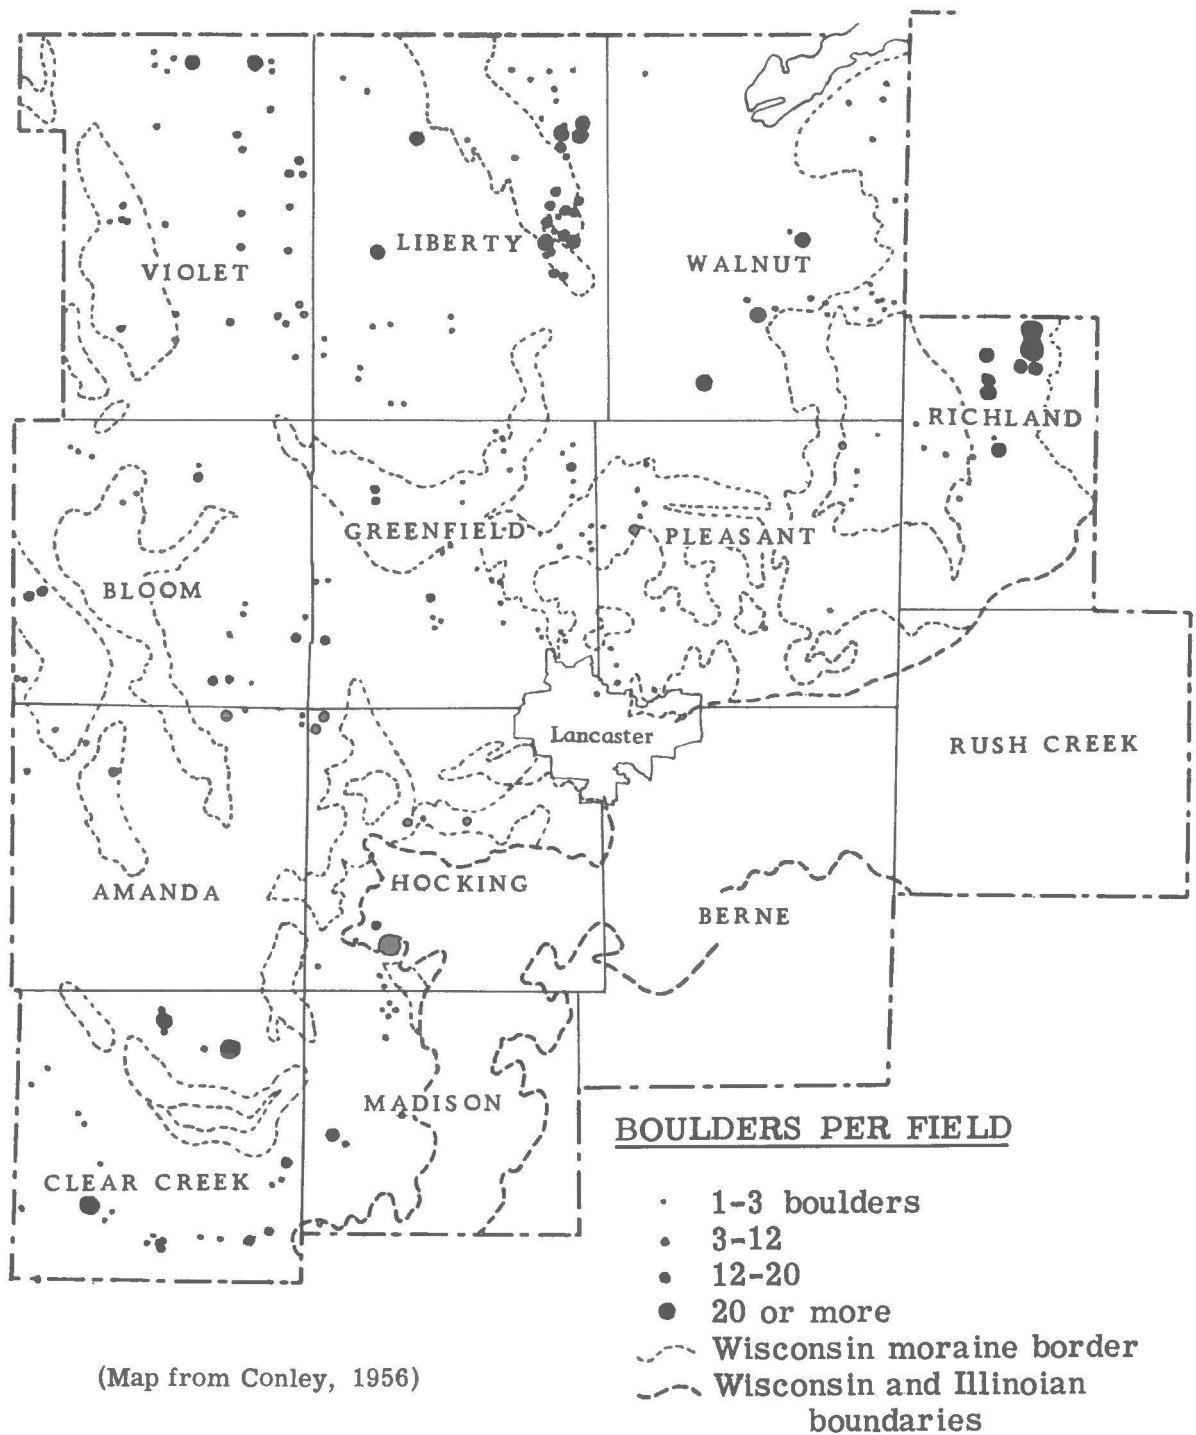 LIBERTY
VIOLET
WALNUT
RICHLAND
GREENFIELD
PLEASANT
BLOOM
Lancaster
RUSH CREEK
HOCKING
AMANDA
BERNE
MADISON
CLEAR CREEK
BOULDERS PER FIELD
1-3 boulders
3-12
12-20
20 or more
Wisconsin moraine border
Wisconsin and Illinoian
boundaries
(Map from Conley, 1956)